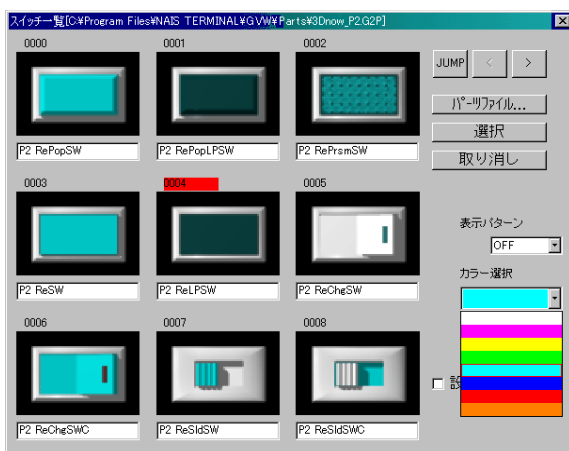 スイッチ一覧[C:¥Program Files¥NAIS TERMINAL¥GVW¥Parts¥3Dnow_P2.G2P]
0000
0001
0002
JUMP
<
>
パーツファイル...
選択
取り消し
P2 RePopSW
P2 RePopLPSW
P2 RePrsmSW
0003
0004
0005
表示パターン
OFF
カラー選択
P2 ReSW
P2 ReLPSW
P2 ReChgSW
0006
0007
0008
設
P2 ReChgSWC
P2 ReSldSW
P2 ReSldSWC